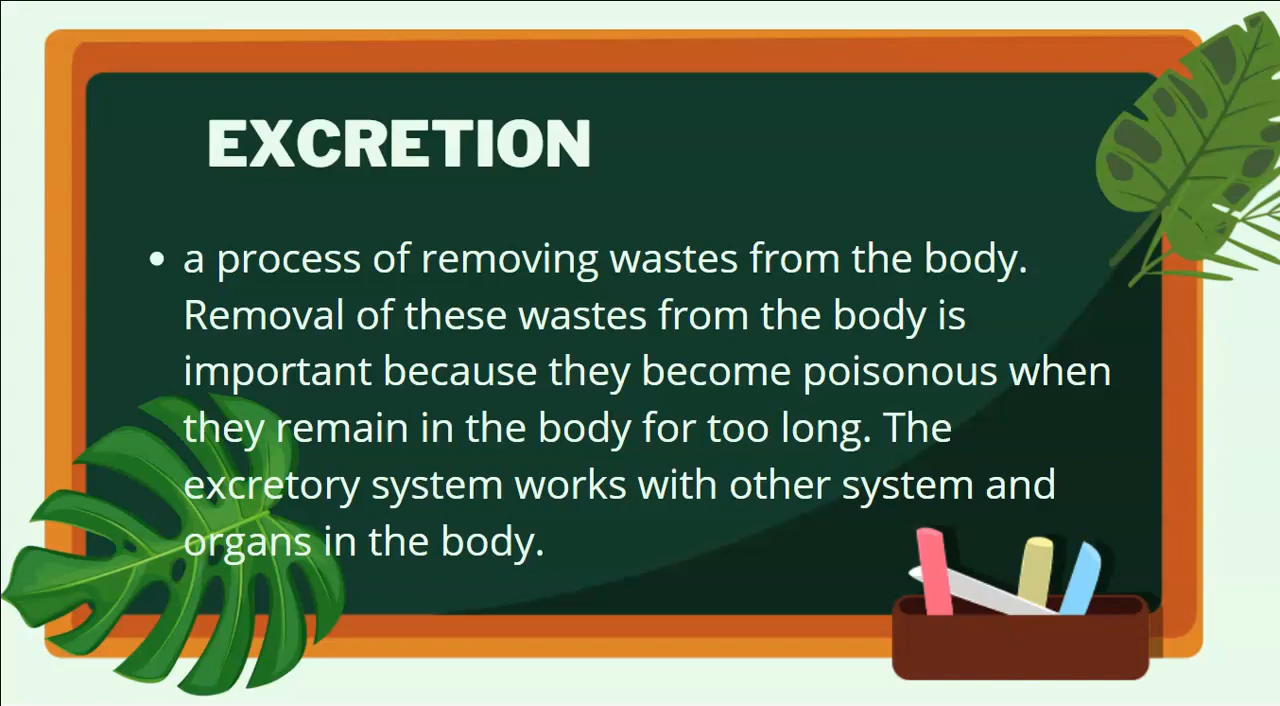 EXCRETION
• a process of removing wastes from the body.
Removal of these wastes from the body is
important because they become poisonous when
they remain in the body for too long. The
excretory system works with other system and
organs in the body.